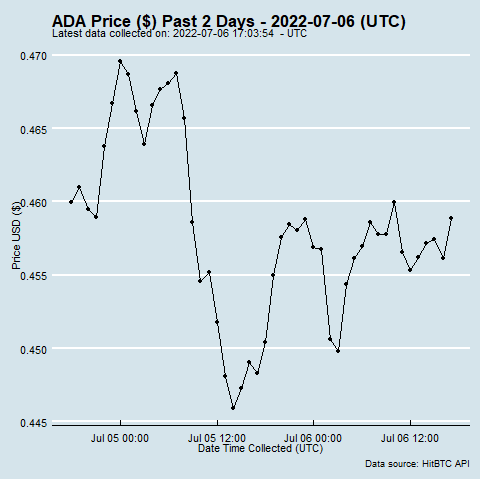 ADA Price ($) Past 2 Days - 2022-07-06 (UTC)
Latest data collected on: 2022-07-06 17:03:54 - UTC
0.470
0.465
0.460
0.455
0.450
0.445
Price USD ($)
Jul 05 00:00 Jul 05 12:00 Jul 06 00:00 Jul 06 12:00
Date Time Collected (UTC)
Data source: HitBTC API